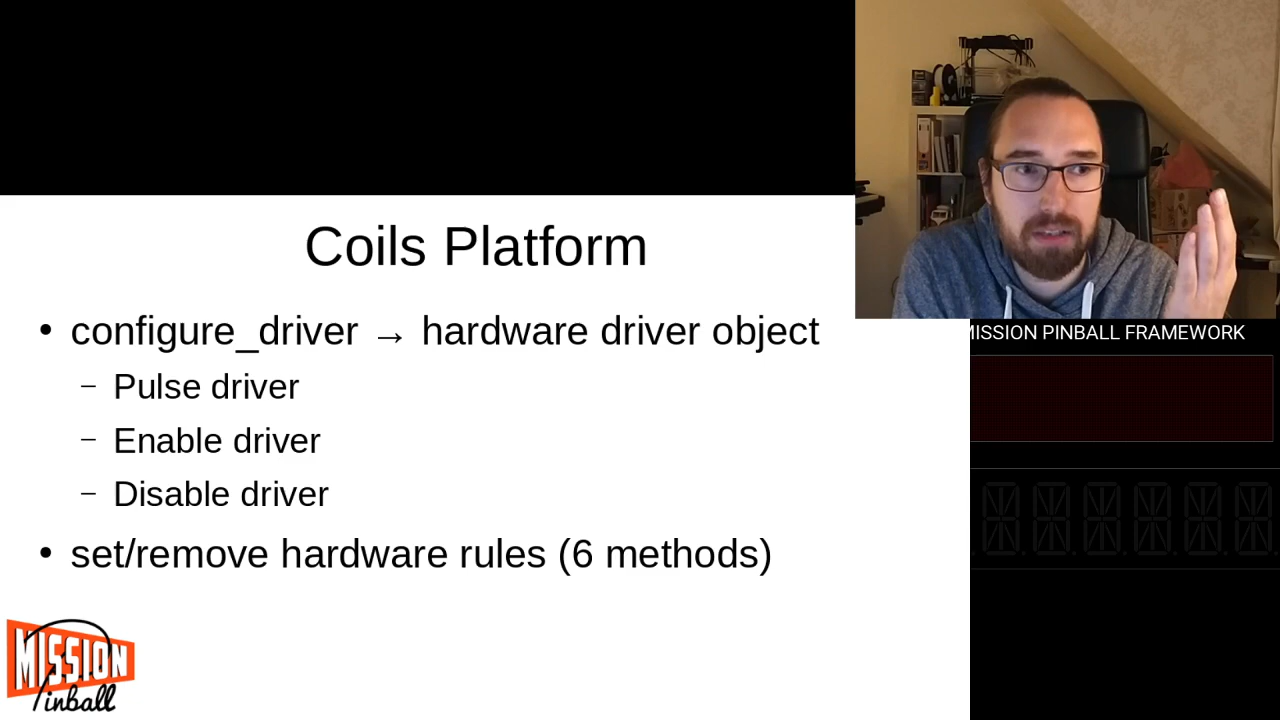 Coils Platform
• configure_driver → hardware driver object
– Pulse driver
– Enable driver
– Disable driver
• set/remove hardware rules (6 methods)
MISSION PINBALL FRAMEWORK
MISSION
Pinball